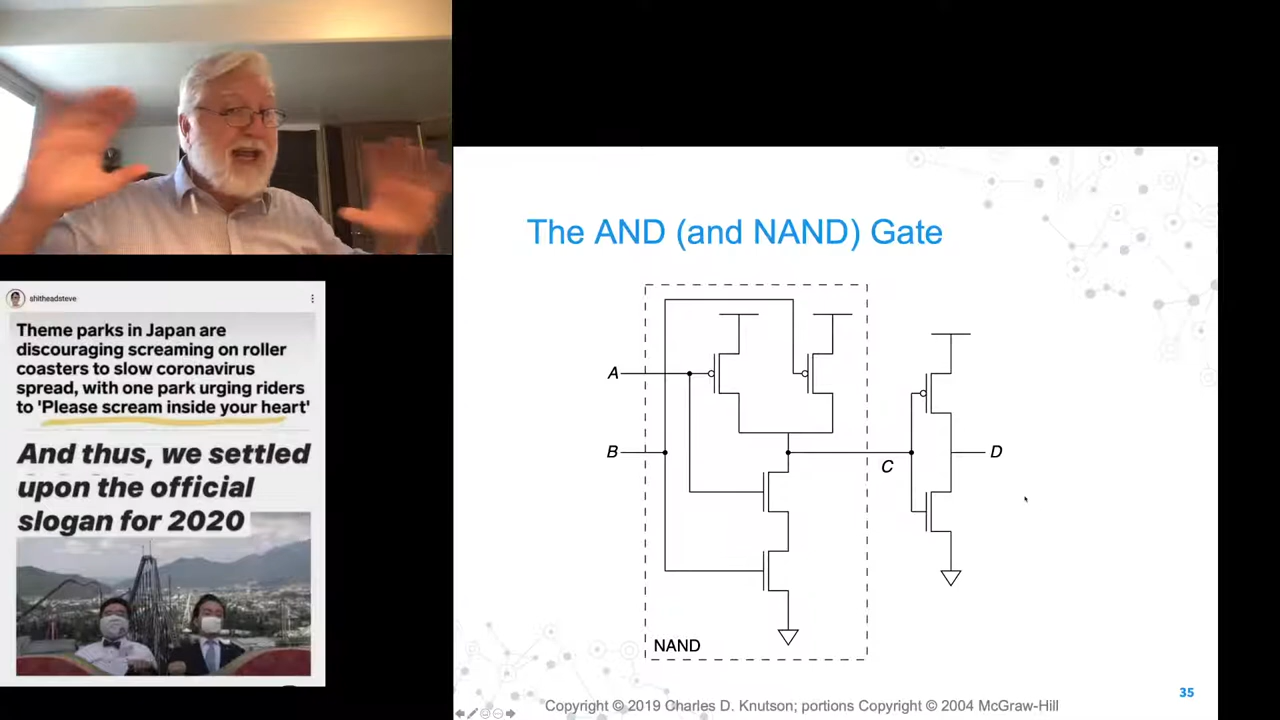 shitheadsteve
Theme parks in Japan are
discouraging screaming on roller
coasters to slow coronavirus
spread, with one park urging riders
to 'Please scream inside your heart'
And thus, we settled
upon the official
slogan for 2020
The AND (and NAND) Gate
A
B
C
D
NAND
35
Copyright © 2019 Charles D. Knutson; portions Copyright © 2004 McGraw-Hill